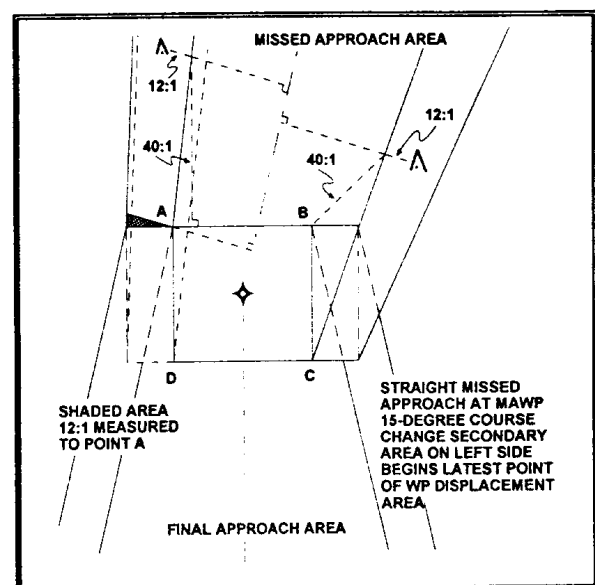 MISSED APPROACH AREA
12:1
12:1
40:1
40:1
A
B
D
C
SHADED AREA
12:1 MEASURED
TO POINT A
STRAIGHT MISSED
APPROACH AT MAWP
15-DEGREE COURSE
CHANGE SECONDARY
AREA ON LEFT SIDE
BEGINS LATEST POINT
OF WP DISPLACEMENT
AREA
FINAL APPROACH AREA